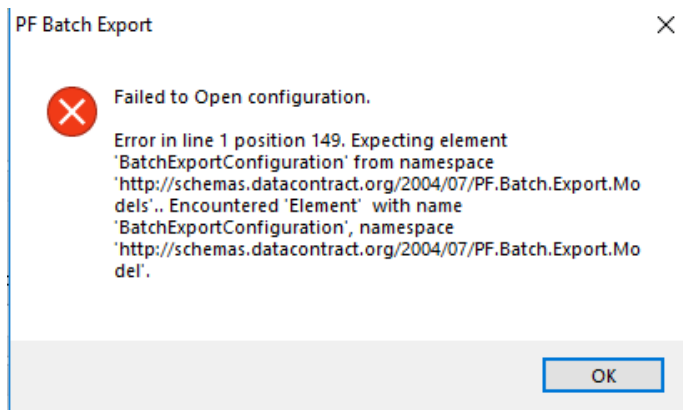 PF Batch Export
Failed to Open configuration.
Error in line 1 position 149. Expecting element
'BatchExportConfiguration' from namespace
'http://schemas.datacontract.org/2004/07/PF.Batch.Export.Mo
dels'.. Encountered 'Element'  with name
'BatchExportConfiguration', namespace
'http://schemas.datacontract.org/2004/07/PF.Batch.Export.Mo
del'.
OK